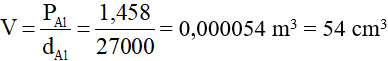 V = P_A1 / d_A1 = 1,458 / 27000 = 0,000054 m³ = 54 cm³